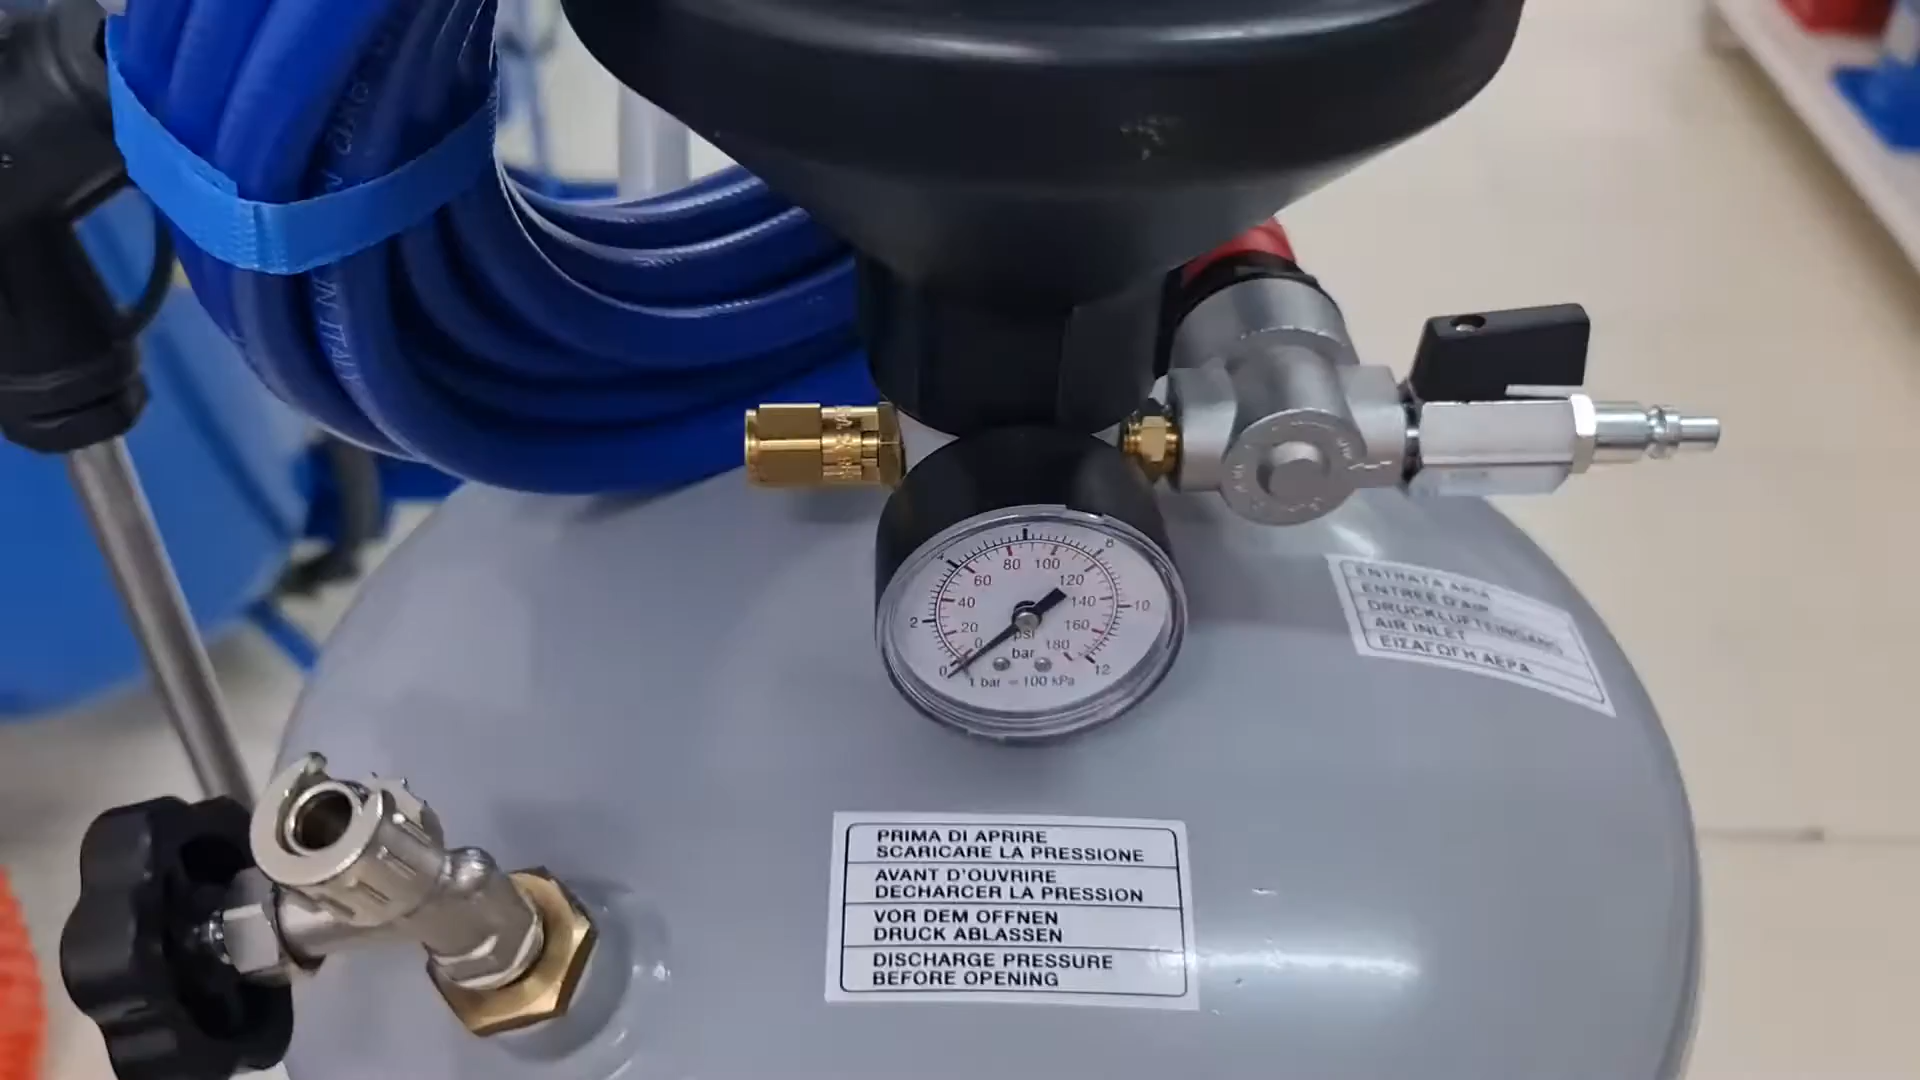 IN ITALY
4
8
80 100
60 120
40 140
2 10
20 160
0 psi 180
bar
0 12
1 bar = 100 kPa
ENTRATA ARIA
ENTREE D'AIR
DRUCKLUFTEINGANG
AIR INLET
ΕΙΣΑΓΩΓΗ ΑΕΡΑ
PRIMA DI APRIRE
SCARICARE LA PRESSIONE
AVANT D'OUVRIRE
DECHARCER LA PRESSION
VOR DEM OFFNEN
DRUCK ABLASSEN
DISCHARGE PRESSURE
BEFORE OPENING